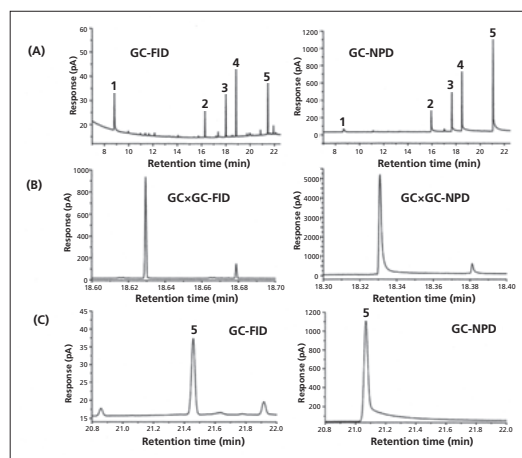 (A)
GC-FID
Response (pA)
60
50
40
30
20
1
2
3
4
5
8 10 12 14 16 18 20 22
Retention time (min)
GC-NPD
Response (pA)
1200
1000
800
600
400
200
0
1
2
3
4
5
8 10 12 14 16 18 20 22
Retention time (min)
(B)
GC×GC-FID
Response (pA)
1000
800
600
400
200
0
18.60 18.62 18.64 18.66 18.68 18.70
Retention time (min)
GC×GC-NPD
Response (pA)
5000
4000
3000
2000
1000
0
18.30 18.32 18.34 18.36 18.38 18.40
Retention time (min)
(C)
GC-FID
Response (pA)
45
40
35
30
25
20
15
5
20.8 21.0 21.2 21.4 21.5 21.8 22.0
Retention time (min)
GC-NPD
Response (pA)
1200
1000
800
600
400
200
5
20.8 21.0 21.2 21.4 21.5 21.8 22.0
Retention time (min)